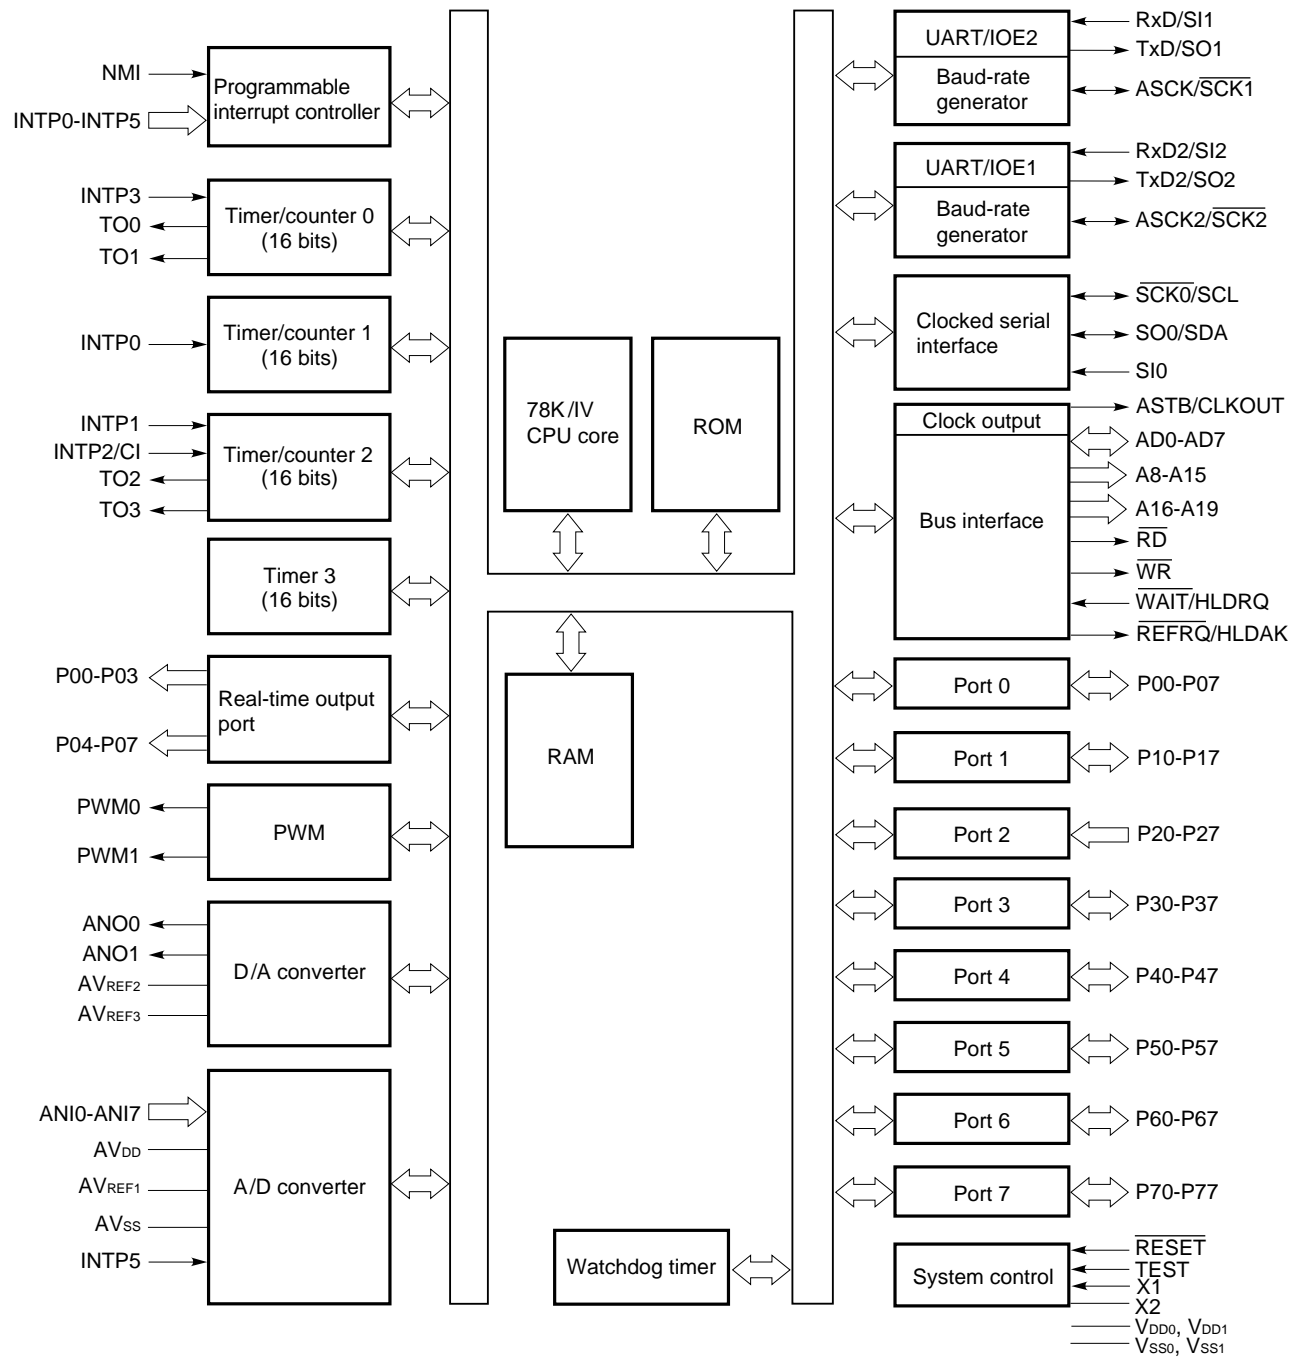 NMI
INTP0-INTP5
Programmable
interrupt controller
INTP3
TO0
TO1
Timer/counter 0
(16 bits)
INTP0
Timer/counter 1
(16 bits)
INTP1
INTP2/CI
TO2
TO3
Timer/counter 2
(16 bits)
Timer 3
(16 bits)
P00-P03
P04-P07
Real-time output
port
PWM0
PWM1
PWM
ANO0
ANO1
AVREF2
AVREF3
D/A converter
ANI0-ANI7
AVDD
AVREF1
AVSS
INTP5
A/D converter
78K/IV
CPU core
ROM
RAM
Watchdog timer
UART/IOE2
Baud-rate
generator
RxD/SI1
TxD/SO1
ASCK/SCK1
UART/IOE1
Baud-rate
generator
RxD2/SI2
TxD2/SO2
ASCK2/SCK2
Clocked serial
interface
SCK0/SCL
SO0/SDA
SI0
Clock output
Bus interface
ASTB/CLKOUT
AD0-AD7
A8-A15
A16-A19
RD
WR
WAIT/HLDRQ
REFRQ/HLDAK
Port 0
P00-P07
Port 1
P10-P17
Port 2
P20-P27
Port 3
P30-P37
Port 4
P40-P47
Port 5
P50-P57
Port 6
P60-P67
Port 7
P70-P77
System control
RESET
TEST
X1
X2
VDD0, VDD1
VSS0, VSS1